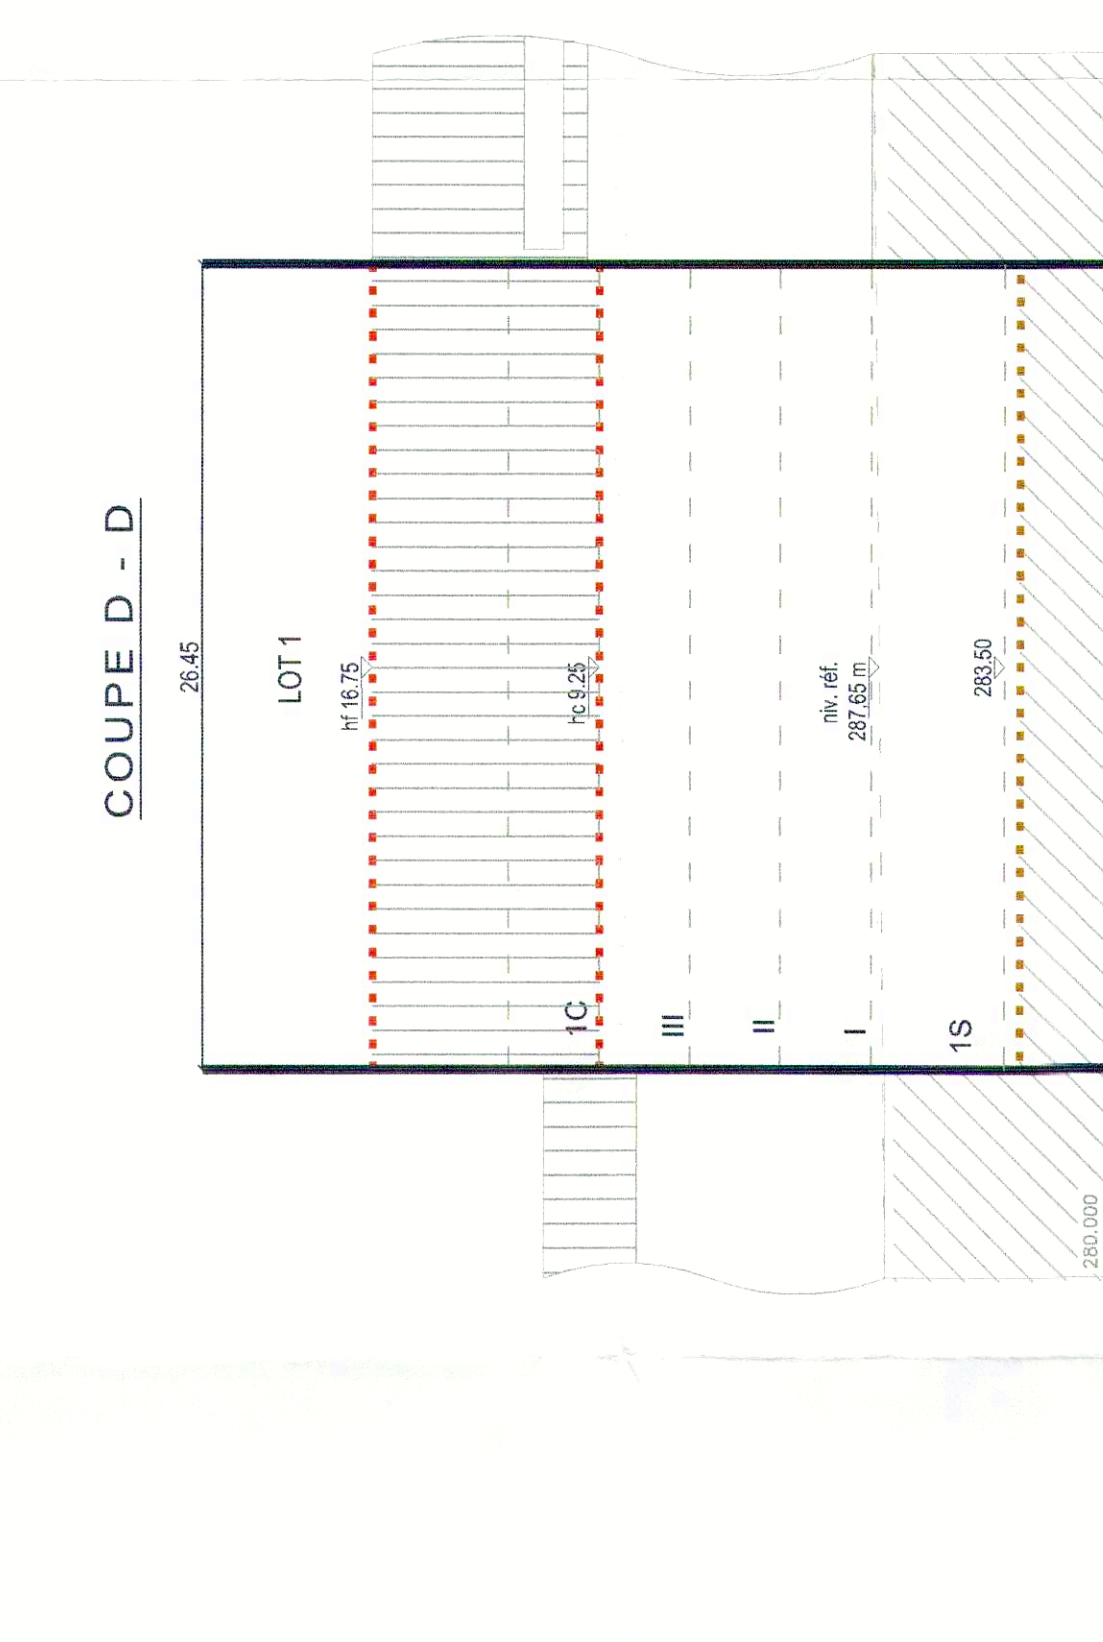 COUPE D - D
26.45
LOT 1
hf 16.75
hc 9.25
1C
III
II
niv. réf.
287,65 m
I
1S
283.50
280.000